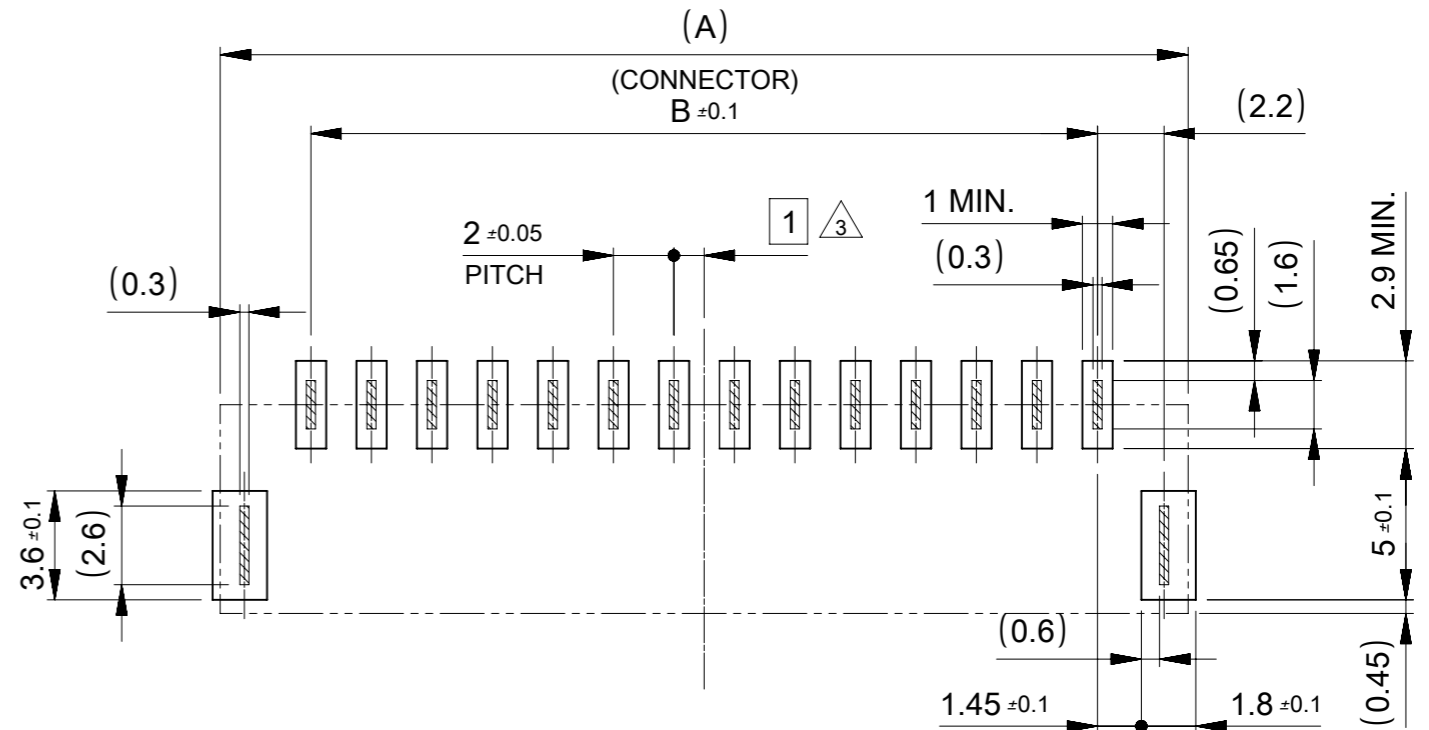 (A)
(CONNECTOR)
B ±0.1
(2.2)
1 MIN.
2 ±0.05
PITCH
1
3
(0.3)
(0.3)
(0.65)
(1.6)
2.9 MIN.
3.6 ±0.1
(2.6)
5 ±0.1
(0.6)
(0.45)
1.45 ±0.1
1.8 ±0.1